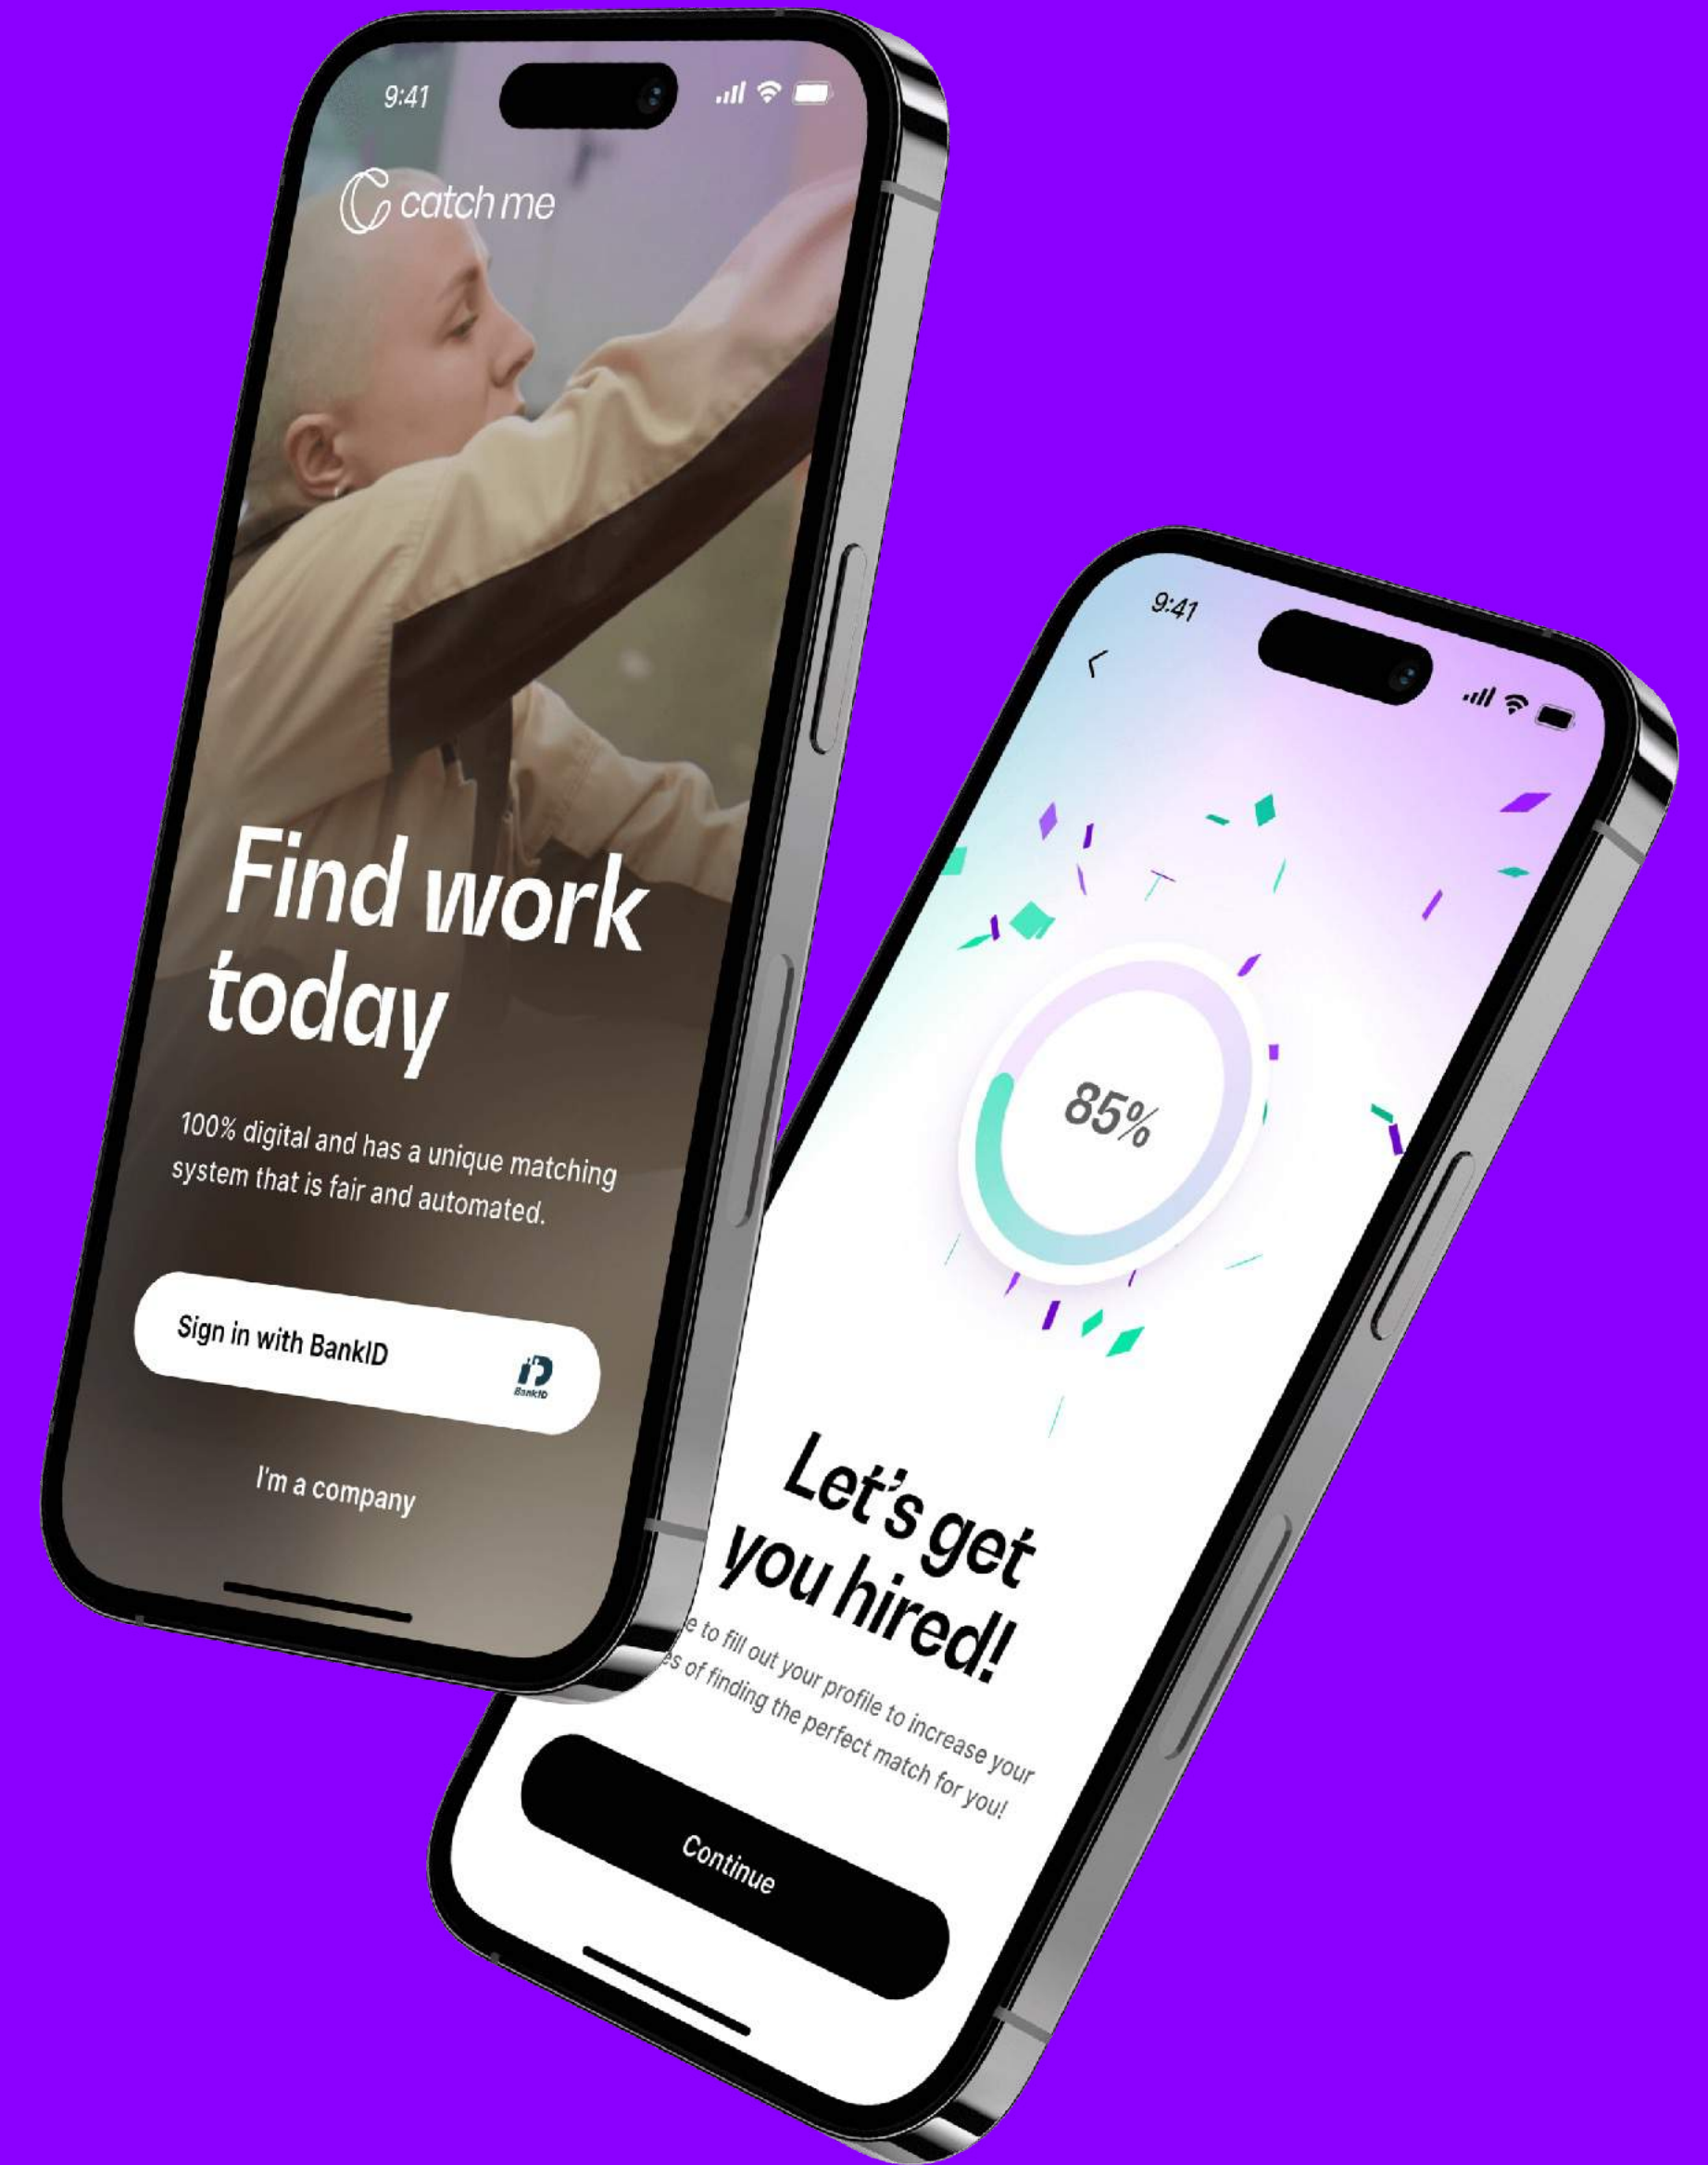 9:41
catch me
Find work
today
100% digital and has a unique matching
system that is fair and automated.
Sign in with BankID
BankID
I'm a company
9:41
85%
Let's get
you hired!
to fill out your profile to increase your
of finding the perfect match for you!
Continue